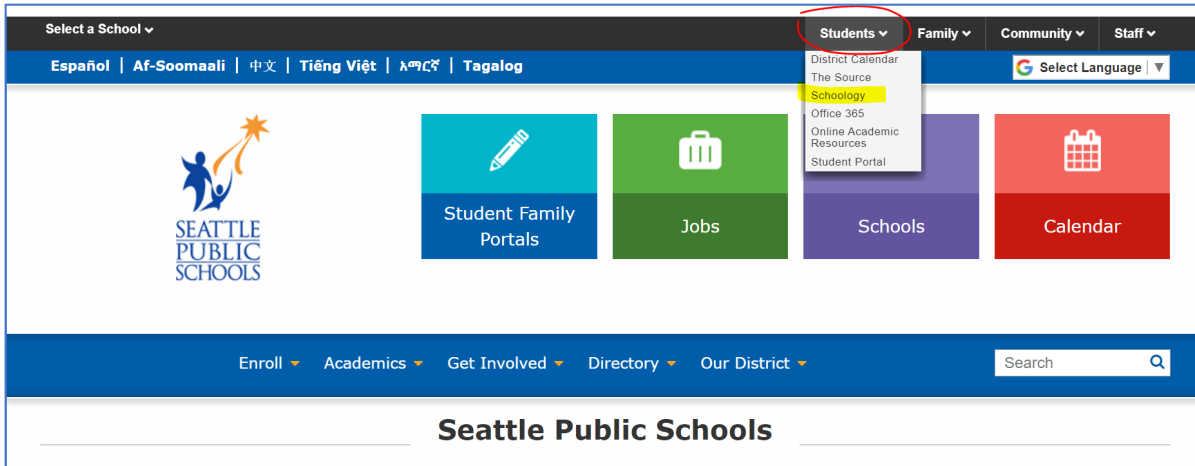 Select a School
Students Family Community Staff
Español | Af-Soomaali | 中文 | Tiếng Việt | አማርኛ | Tagalog
G Select Language
District Calendar
The Source
Schoology
Office 365
Online Academic
Resources
Student Portal
SEATTLE
PUBLIC
SCHOOLS
Student Family
Portals
Jobs
Schools
Calendar
Enroll Academics Get Involved Directory Our District
Search
Seattle Public Schools